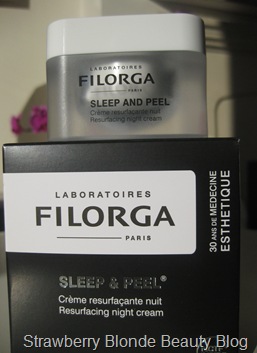 LABORATOIRES
FILORGA
PARIS
SLEEP AND PEEL
Crème resurfaçante nuit
Resurfacing night cream
LABORATOIRES
FILORGA
PARIS
30 ANS DE MEDECINE
ESTHETIQUE
SLEEP & PEEL®
Crème resurfaçante nuit
Resurfacing night cream
Strawberry Blonde Beauty Blog